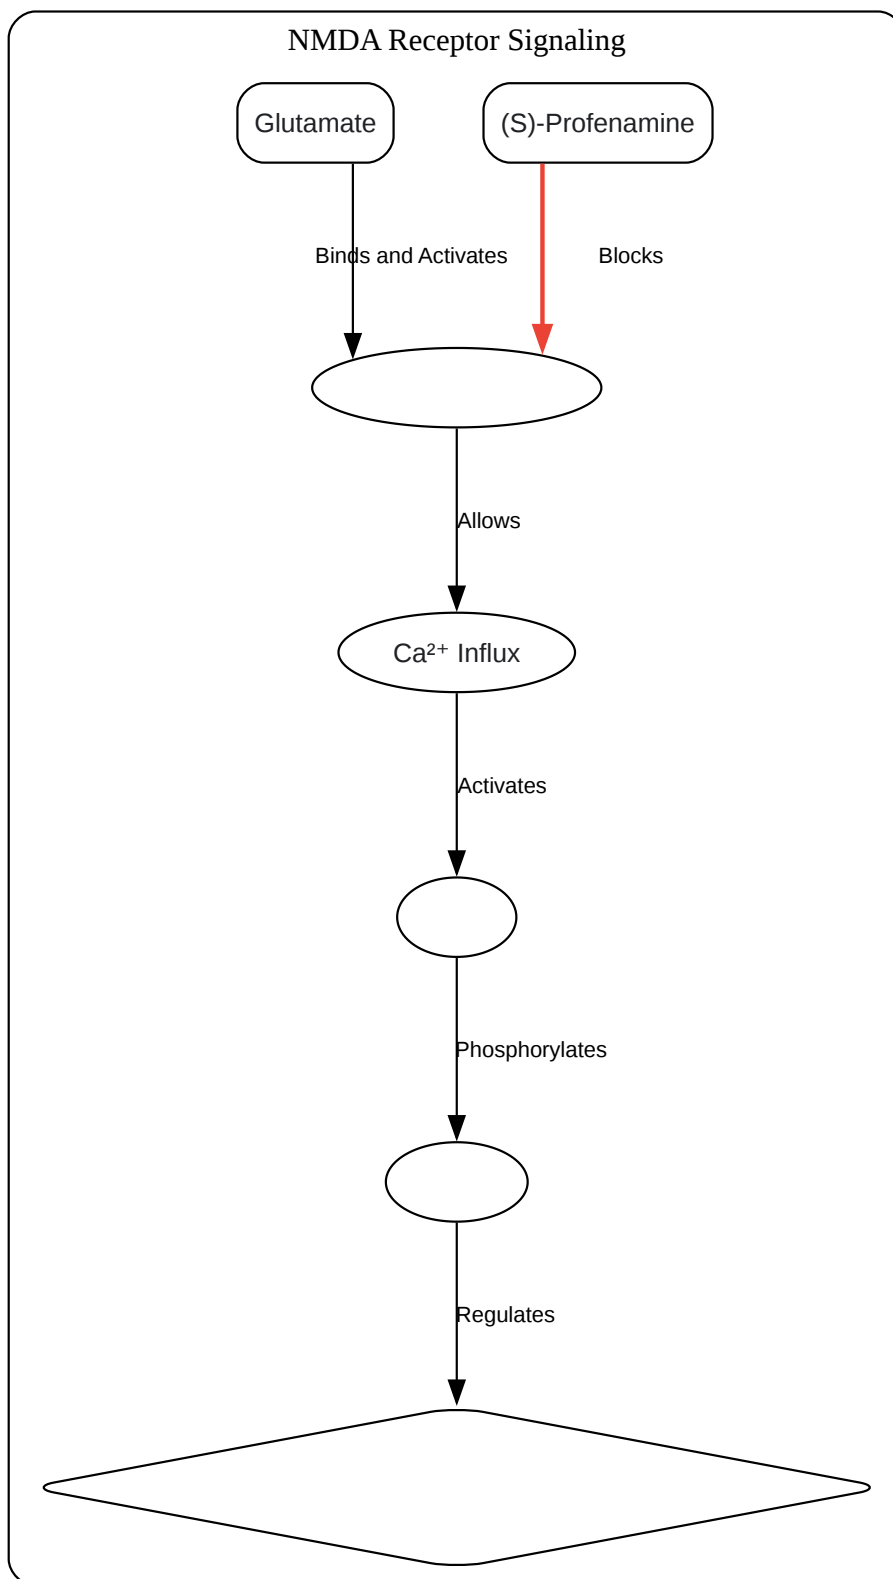 NMDA Receptor Signaling
Glutamate
(S)-Profenamine
Binds and Activates
Blocks
Allows
Ca²⁺ Influx
Activates
Phosphorylates
Regulates